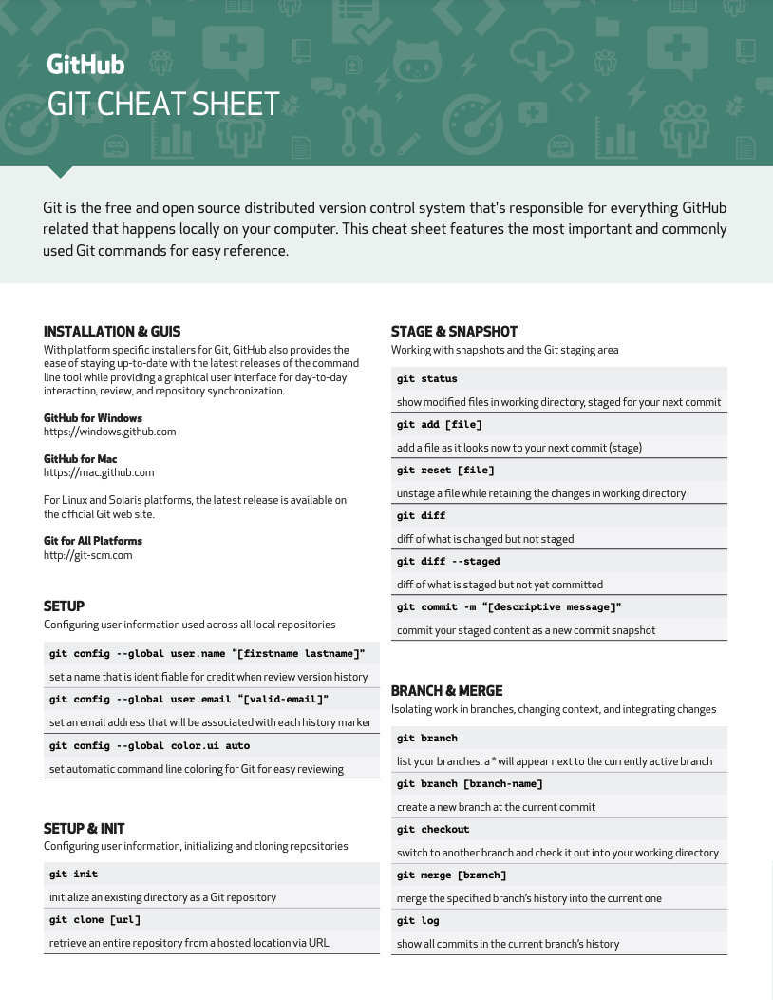 GitHub
GIT CHEAT SHEET
Git is the free and open source distributed version control system that's responsible for everything GitHub
related that happens locally on your computer. This cheat sheet features the most important and commonly
used Git commands for easy reference.
INSTALLATION & GUIS
With platform specific installers for Git, GitHub also provides the
ease of staying up-to-date with the latest releases of the command
line tool while providing a graphical user interface for day-to-day
interaction, review, and repository synchronization.
GitHub for Windows
https://windows.github.com
GitHub for Mac
https://mac.github.com
For Linux and Solaris platforms, the latest release is available on
the official Git web site.
Git for All Platforms
http://git-scm.com
SETUP
Configuring user information used across all local repositories
git config --global user.name “[firstname lastname]”
set a name that is identifiable for credit when review version history
git config --global user.email “[valid-email]”
set an email address that will be associated with each history marker
git config --global color.ui auto
set automatic command line coloring for Git for easy reviewing
SETUP & INIT
Configuring user information, initializing and cloning repositories
git init
initialize an existing directory as a Git repository
git clone [url]
retrieve an entire repository from a hosted location via URL
STAGE & SNAPSHOT
Working with snapshots and the Git staging area
git status
show modified files in working directory, staged for your next commit
git add [file]
add a file as it looks now to your next commit (stage)
git reset [file]
unstage a file while retaining the changes in working directory
git diff
diff of what is changed but not staged
git diff --staged
diff of what is staged but not yet committed
git commit -m “[descriptive message]”
commit your staged content as a new commit snapshot
BRANCH & MERGE
Isolating work in branches, changing context, and integrating changes
git branch
list your branches. a * will appear next to the currently active branch
git branch [branch-name]
create a new branch at the current commit
git checkout
switch to another branch and check it out into your working directory
git merge [branch]
merge the specified branch’s history into the current one
git log
show all commits in the current branch’s history